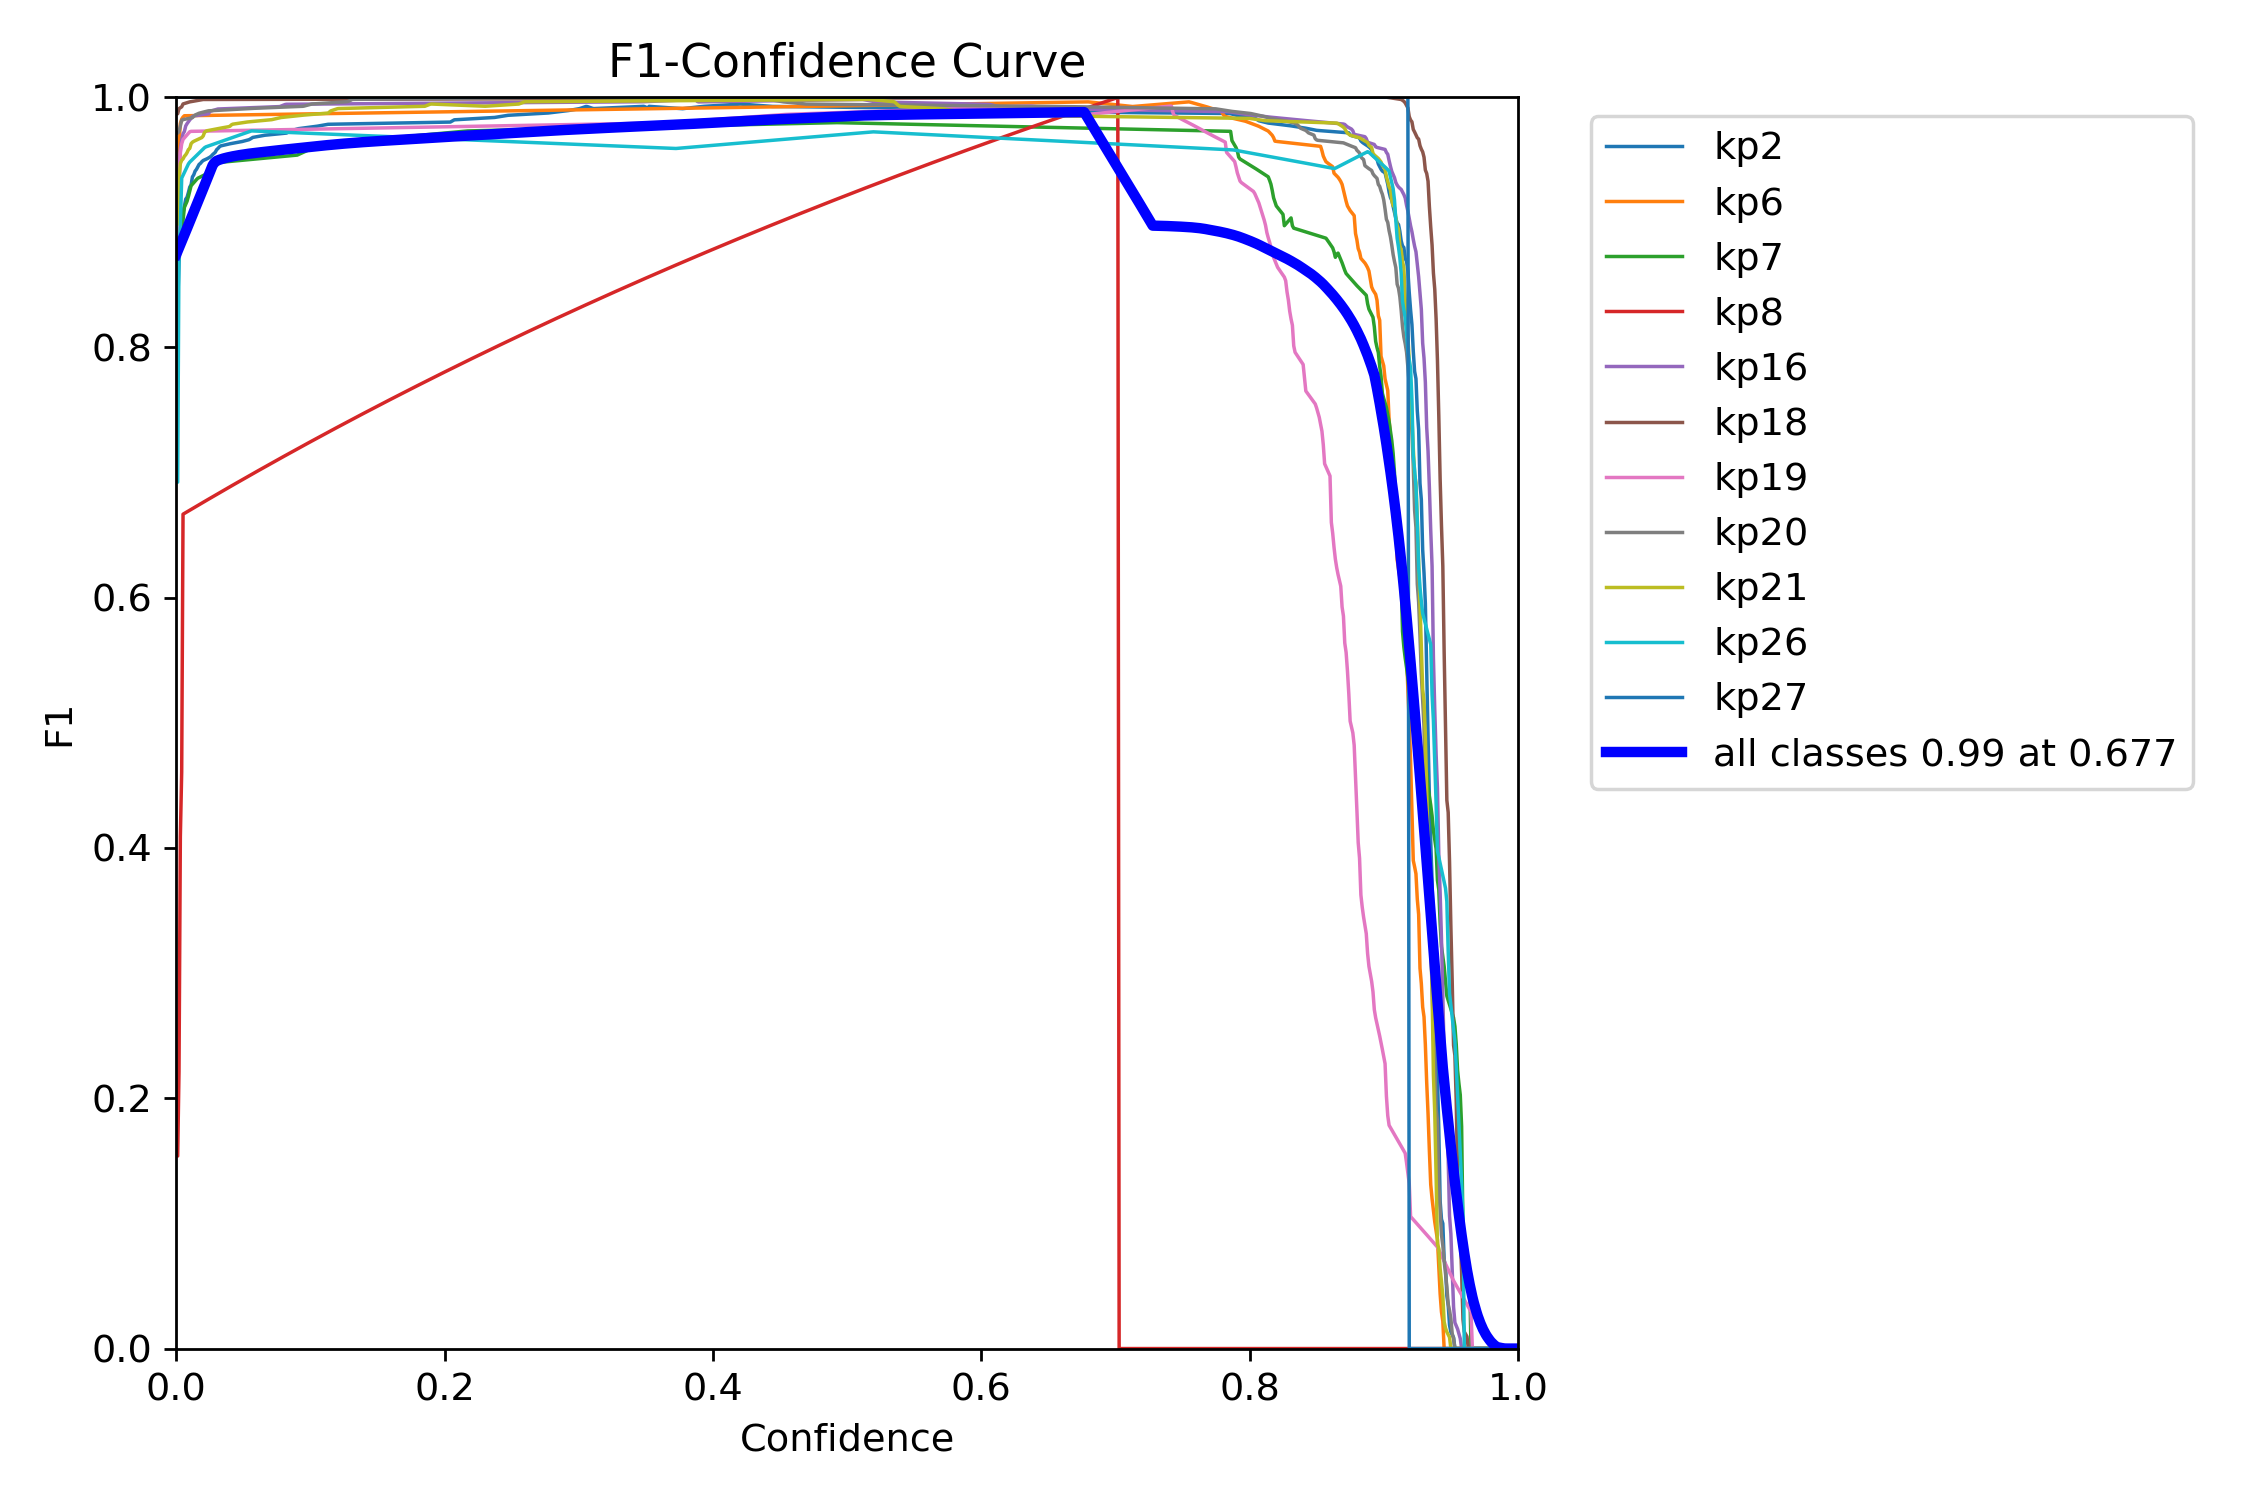 F1-Confidence Curve
1.0
0.8
0.6
0.4
0.2
0.0
F1
0.0 0.2 0.4 0.6 0.8 1.0
Confidence
kp2
kp6
kp7
kp8
kp16
kp18
kp19
kp20
kp21
kp26
kp27
all classes 0.99 at 0.677